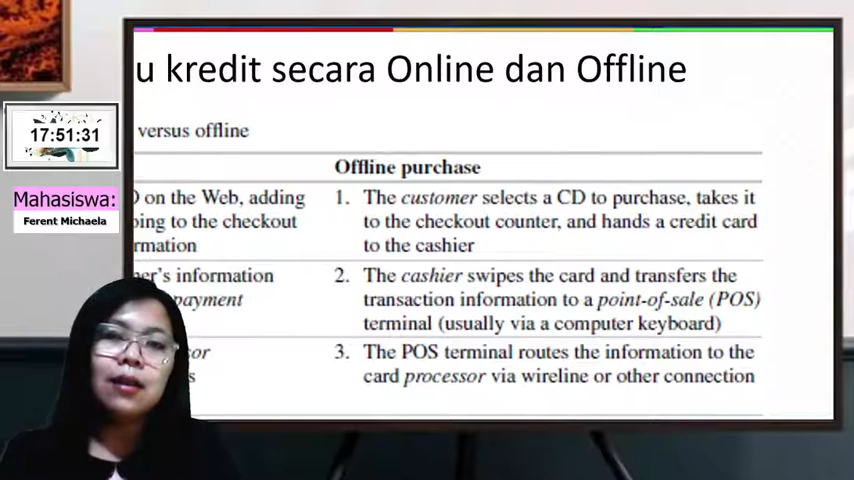 u kredit secara Online dan Offline
17:51:31
versus offline
Mahasiswa:
Ferent Michaela
on the Web, adding
to the checkout
rmation
er's information
payment
sor
s
Offline purchase
1. The customer selects a CD to purchase, takes it
to the checkout counter, and hands a credit card
to the cashier
2. The cashier swipes the card and transfers the
transaction information to a point-of-sale (POS)
terminal (usually via a computer keyboard)
3. The POS terminal routes the information to the
card processor via wireline or other connection